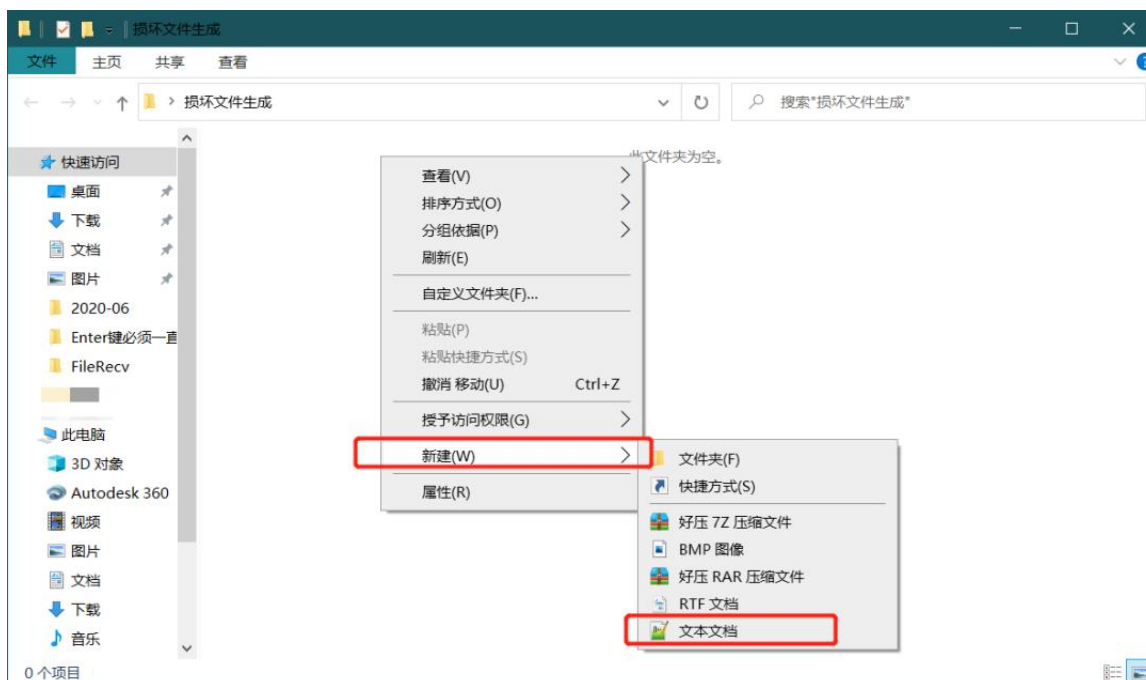 损坏文件生成
文件 主页 共享 查看
损坏文件生成 搜索"损坏文件生成"
此文件夹为空。
快速访问
桌面
下载
文档
图片
2020-06
Enter键必须一直
FileRecv
此电脑
3D 对象
Autodesk 360
视频
图片
文档
下载
音乐
0 个项目
查看(V)
排序方式(O)
分组依据(P)
刷新(E)
自定义文件夹(F)...
粘贴(P)
粘贴快捷方式(S)
撤消 移动(U) Ctrl+Z
授予访问权限(G)
新建(W)
属性(R)
文件夹(F)
快捷方式(S)
好压 7Z 压缩文件
BMP 图像
好压 RAR 压缩文件
RTF 文档
文本文档